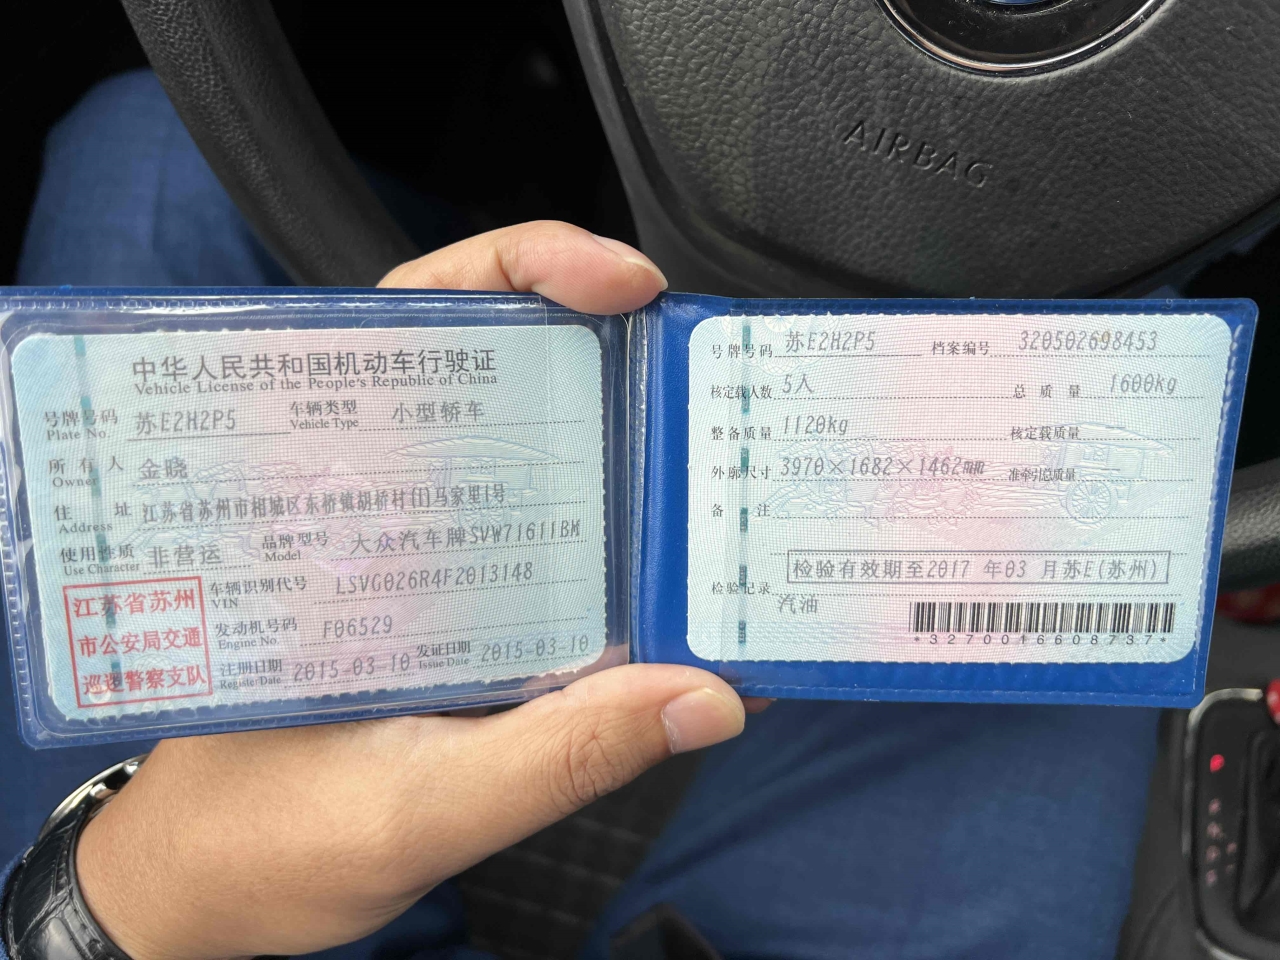 AIRBAG
中华人民共和国机动车行驶证
Vehicle License of the People's Republic of China
号牌号码 苏E2H2P5 车辆类型 小型轿车
Plate No. Vehicle Type
所有人 金晓
Owner
住址 江苏省苏州市相城区东桥镇胡桥村(1)马家里1号
Address
使用性质 非营运 品牌型号 大众汽车牌SVW71611BM
Use Character Model
江苏省苏州
市公安局交通
巡逻警察支队
车辆识别代号 LSVG026R4F2013148
VIN
发动机号码 F06529
Engine No.
注册日期 2015-03-10 发证日期 2015-03-10
Register Date Issue Date
号牌号码 苏E2H2P5 档案编号 320502698453
核定载人数 5人 总质量 1600kg
整备质量 1120kg 核定载质量
外廓尺寸 3970×1682×1462mm 准牵引总质量
备注
检验有效期至2017 年03 月苏E(苏州)
检验记录
汽油
*3270016608737*